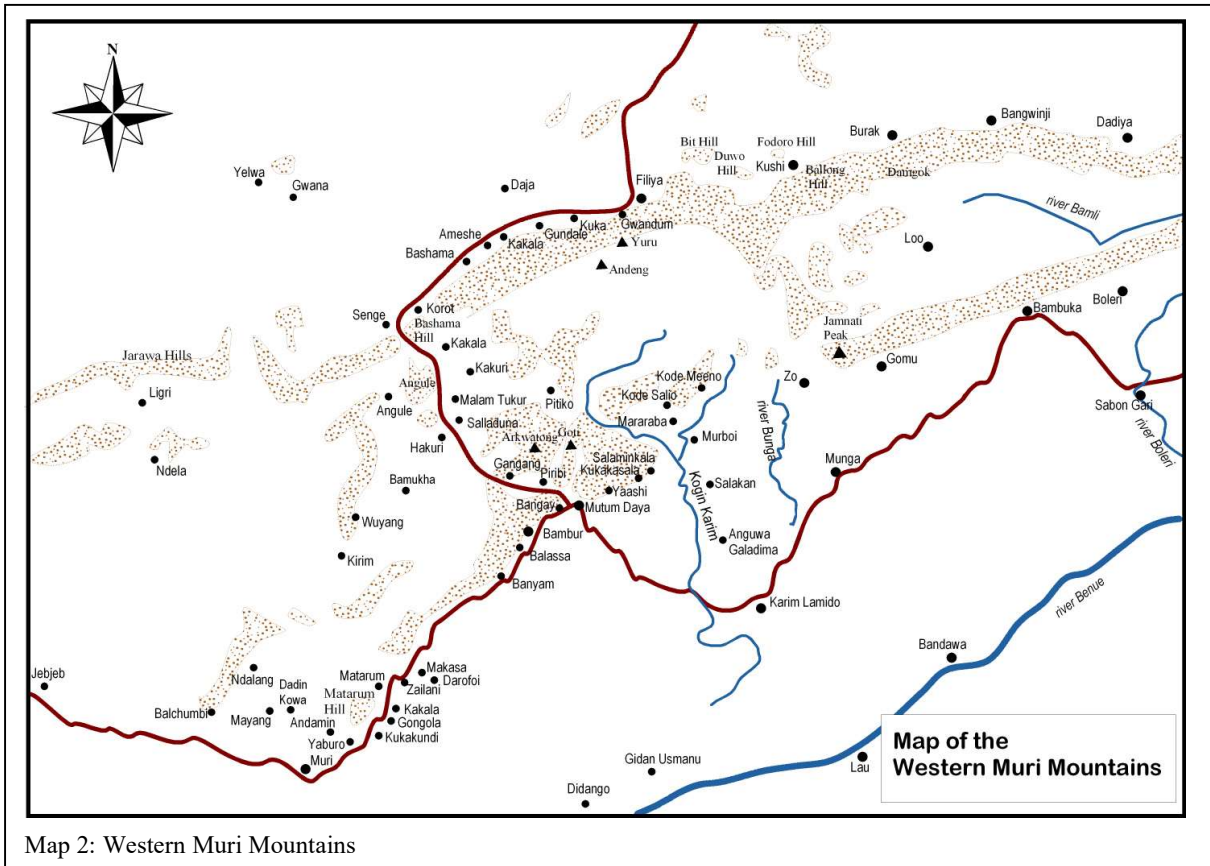 N
Bangwinji
Dadiya
Burak
Bit Hill
Fodoro Hill
Duwo
Hill
Kushi
Ballong
Hill
Dangok
Yelwa
Gwana
Daja
Filiya
river Bamli
Kuka
Gwandum
Gundale
Ameshe
Kakala
Yuru
Loo
Bashama
Andeng
Boleri
Korot
Bambuka
Senge
Bashama
Hill
Jamnati
Peak
Kakala
Jarawa Hills
Gomu
Kakuri
Kode Meeno
Zo
Angule
Ligri
Angule
Malam Tukur
Pitiko
Kode Salio
Sabon Gari
Salladuna
Mararaba
river Bunga
Hakuri
Arkwatong
Murboi
river Boleri
Ndela
Salaminkala
Munga
Gangang
Piribi
Kukakasala
Bamukha
Yaashi
Salakan
Kogin Karim
Bangay
Mutum Daya
Wuyang
Bambur
Anguwa
Galadima
Balassa
Kirim
Banyam
river Benue
Karim Lamido
Bandawa
Jebjeb
Ndalang
Matarum
Makasa
Darofoi
Dadin
Kowa
Zailani
Matarum
Hill
Balchumbi
Mayang
Andamin
Kakala
Gongola
Kukakundi
Yaburo
Muri
Gidan Usmanu
Lau
Didango
Map of the
Western Muri Mountains
Map 2: Western Muri Mountains